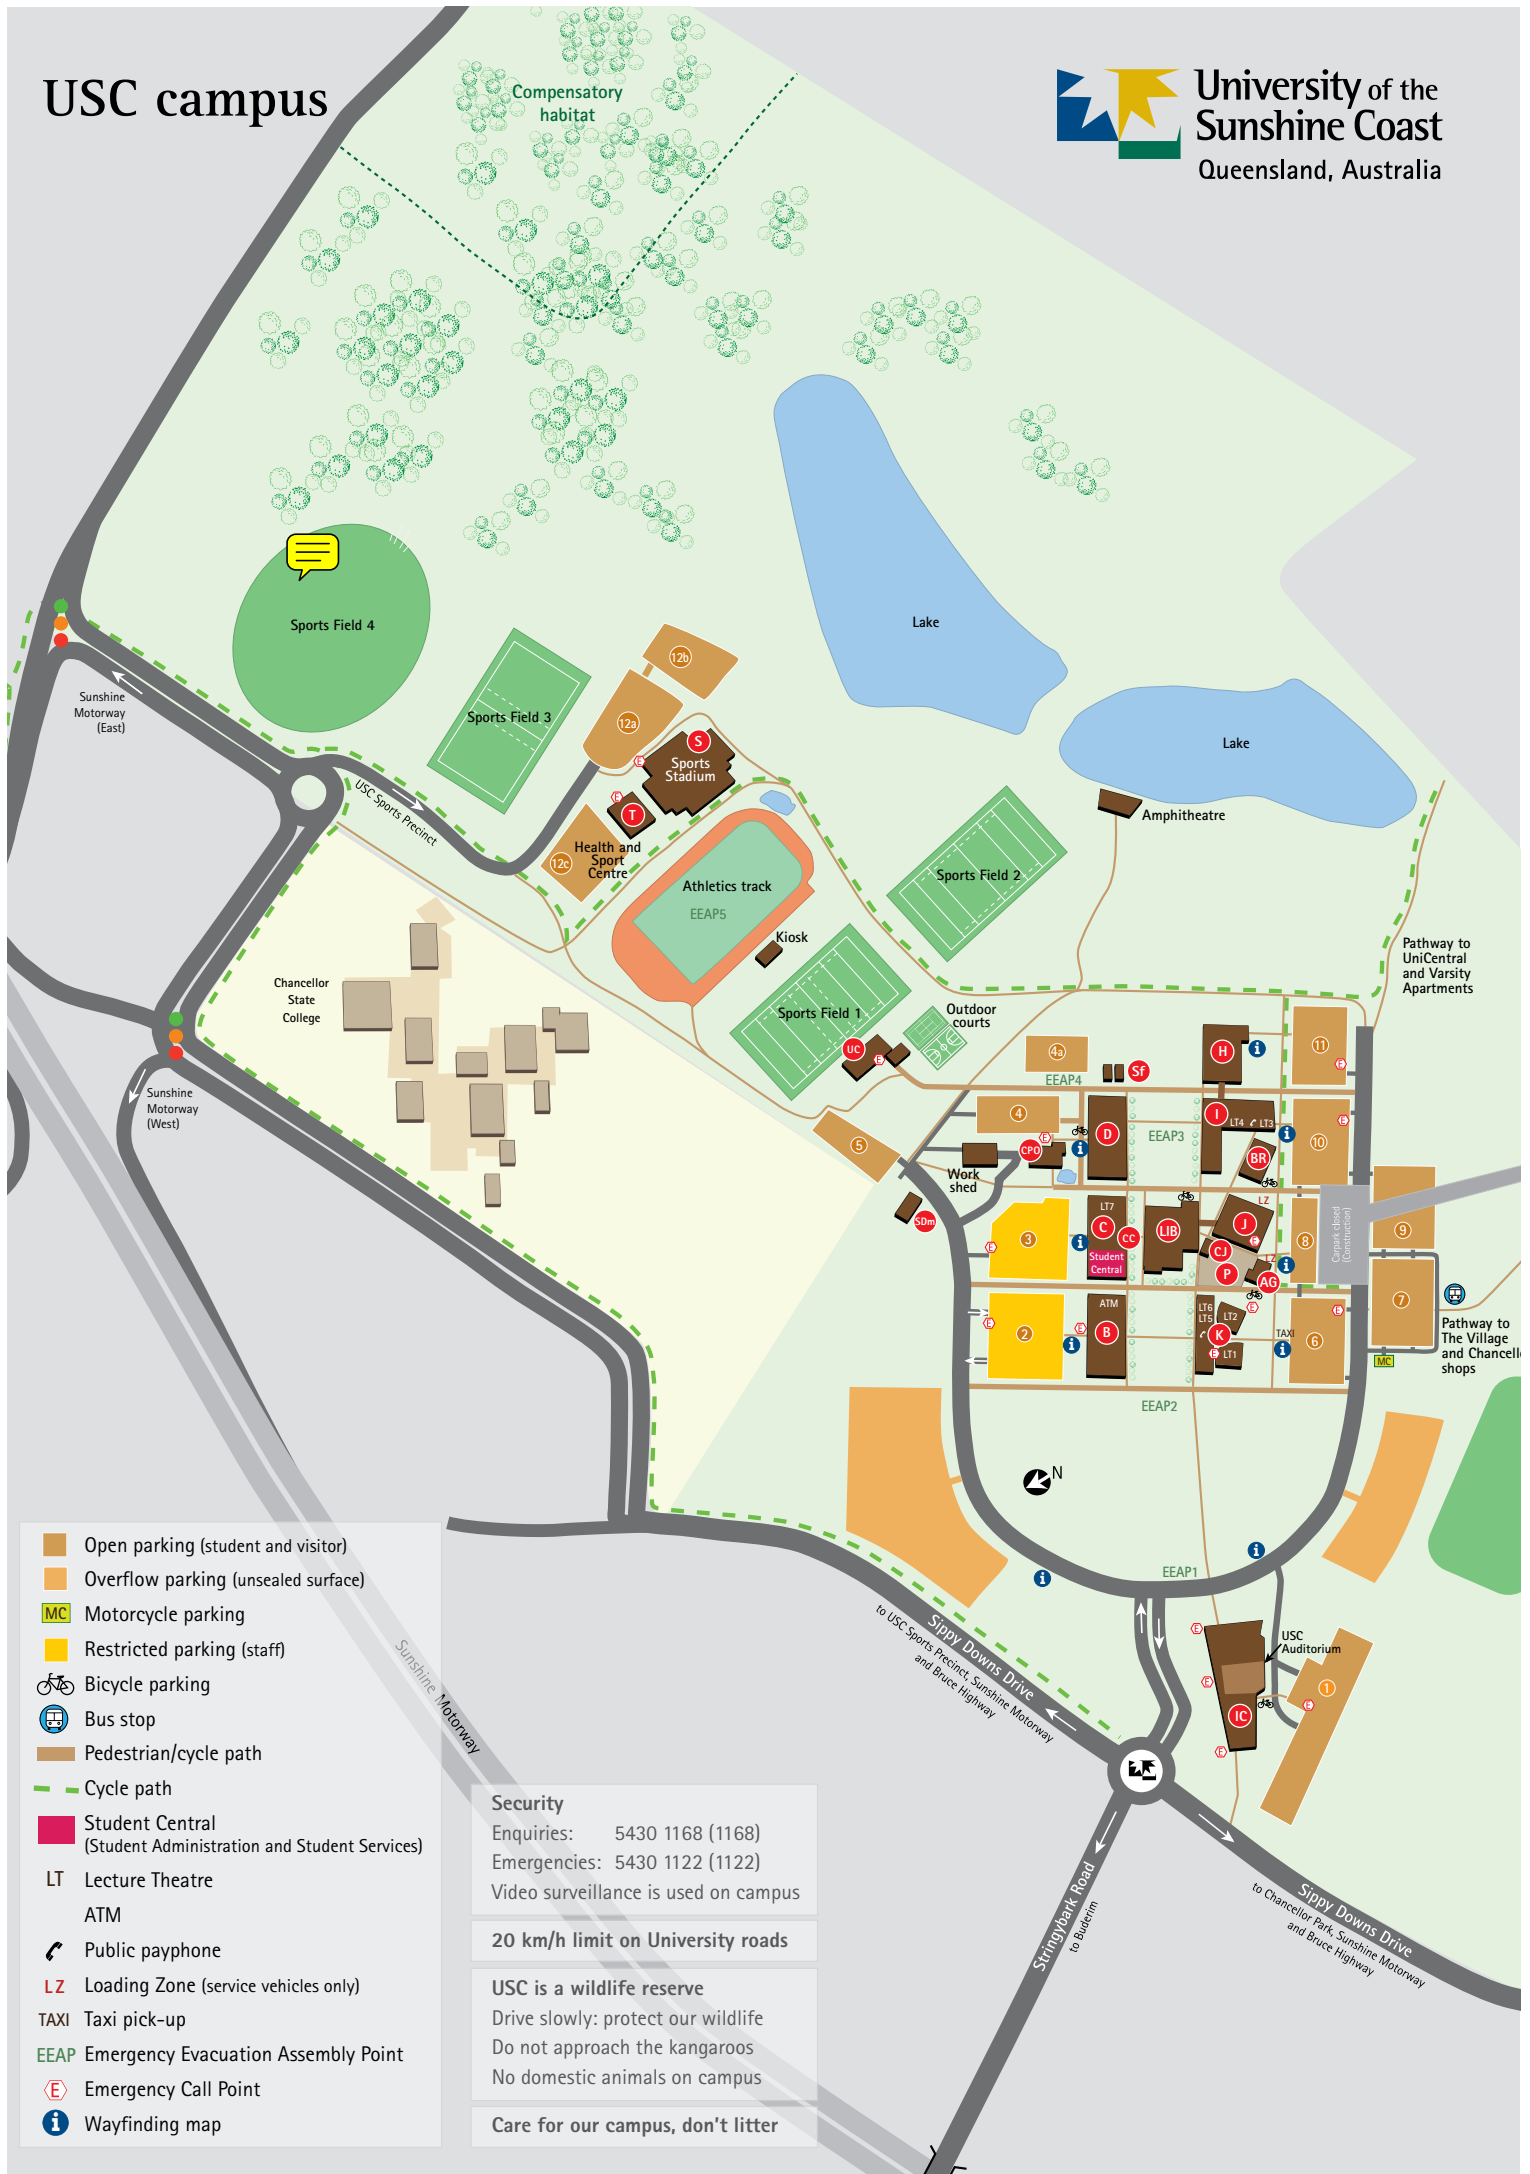 USC campus
University of the
Sunshine Coast
Queensland, Australia
Compensatory
habitat
Sports Field 4
Lake
12b
Sunshine
Motorway
(East)
Sports Field 3
12a
S
Sports
Stadium
E
Lake
USC Sports Precinct
E
T
Amphitheatre
12c
Health and
Sport
Centre
Athletics track
EEAP5
Sports Field 2
Kiosk
Pathway to
UniCentral
and Varsity
Apartments
Chancellor
State
College
Sports Field 1
Outdoor
courts
UC
E
4a
Sf
H
i
11
E
EEAP4
Sunshine
Motorway
(West)
4
5
D
EEAP3
I
LT4
LT3
i
10
E
CPO
E
i
BR
Work
shed
SDm
LT7
C
CC
LIB
LZ
J
E
3
E
i
Student
Central
CJ
P
LZ
AG
8
i
Carpark closed
(Construction)
9
7
ATM
B
2
E
i
E
LT6
LT5
LT2
K
E
LT1
E
TAXI
i
6
E
MC
Pathway to
The Village
and Chancell
shops
EEAP2
N
EEAP1
i
i
Sippy Downs Drive
to USC Sports Precinct, Sunshine Motorway
and Bruce Highway
E
USC
Auditorium
E
IC
E
E
1
Sippy Downs Drive
to Chancellor Park, Sunshine Motorway
and Bruce Highway
Stringybark Road
to Buderim
Sunshine Motorway
Open parking (student and visitor)
Overflow parking (unsealed surface)
MC Motorcycle parking
Restricted parking (staff)
Bicycle parking
Bus stop
Pedestrian/cycle path
Cycle path
Student Central
(Student Administration and Student Services)
LT Lecture Theatre
ATM
Public payphone
LZ Loading Zone (service vehicles only)
TAXI Taxi pick-up
EEAP Emergency Evacuation Assembly Point
E Emergency Call Point
i Wayfinding map
Security
Enquiries: 5430 1168 (1168)
Emergencies: 5430 1122 (1122)
Video surveillance is used on campus
20 km/h limit on University roads
USC is a wildlife reserve
Drive slowly: protect our wildlife
Do not approach the kangaroos
No domestic animals on campus
Care for our campus, don't litter